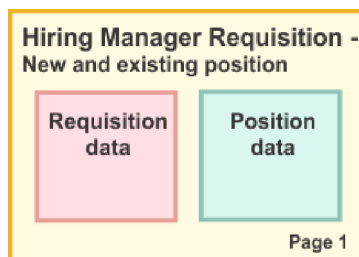 Hiring Manager Requisition -
New and existing position
Requisition
data
Position
data
Page 1